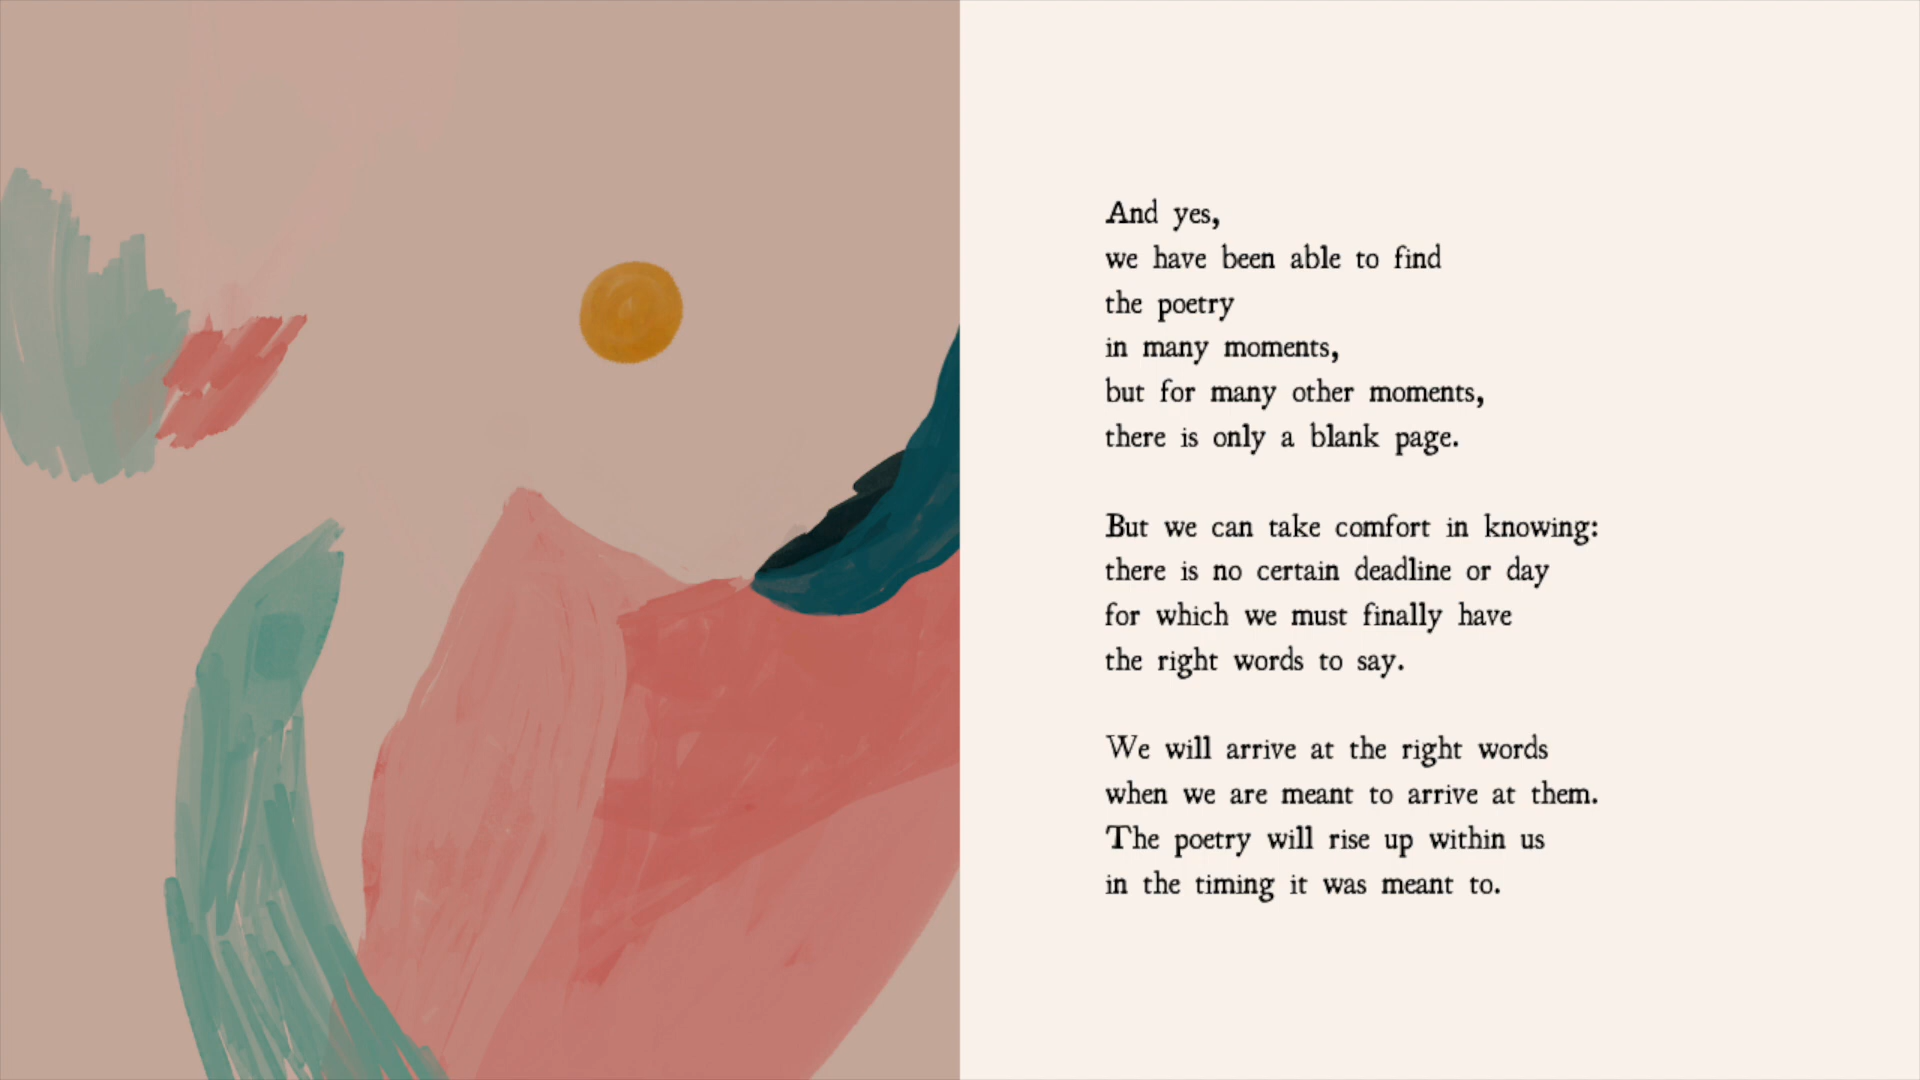 And yes,
we have been able to find
the poetry
in many moments,
but for many other moments,
there is only a blank page.
But we can take comfort in knowing:
there is no certain deadline or day
for which we must finally have
the right words to say.
We will arrive at the right words
when we are meant to arrive at them.
The poetry will rise up within us
in the timing it was meant to.